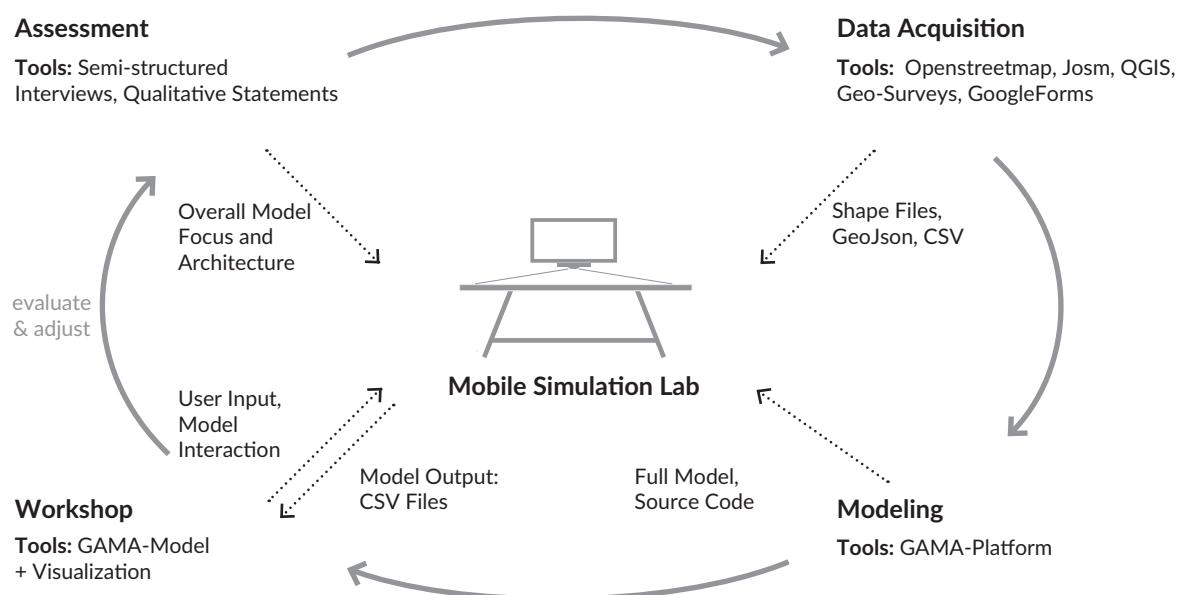 Assessment
Tools: Semi-structured
Interviews, Qualitative Statements
Data Acquisition
Tools: Openstreetmap, Josm, QGIS,
Geo-Surveys, GoogleForms
Overall Model
Focus and
Architecture
Shape Files,
GeoJson, CSV
evaluate
& adjust
Mobile Simulation Lab
User Input,
Model
Interaction
Model Output:
CSV Files
Full Model,
Source Code
Workshop
Tools: GAMA-Model
+ Visualization
Modeling
Tools: GAMA-Platform